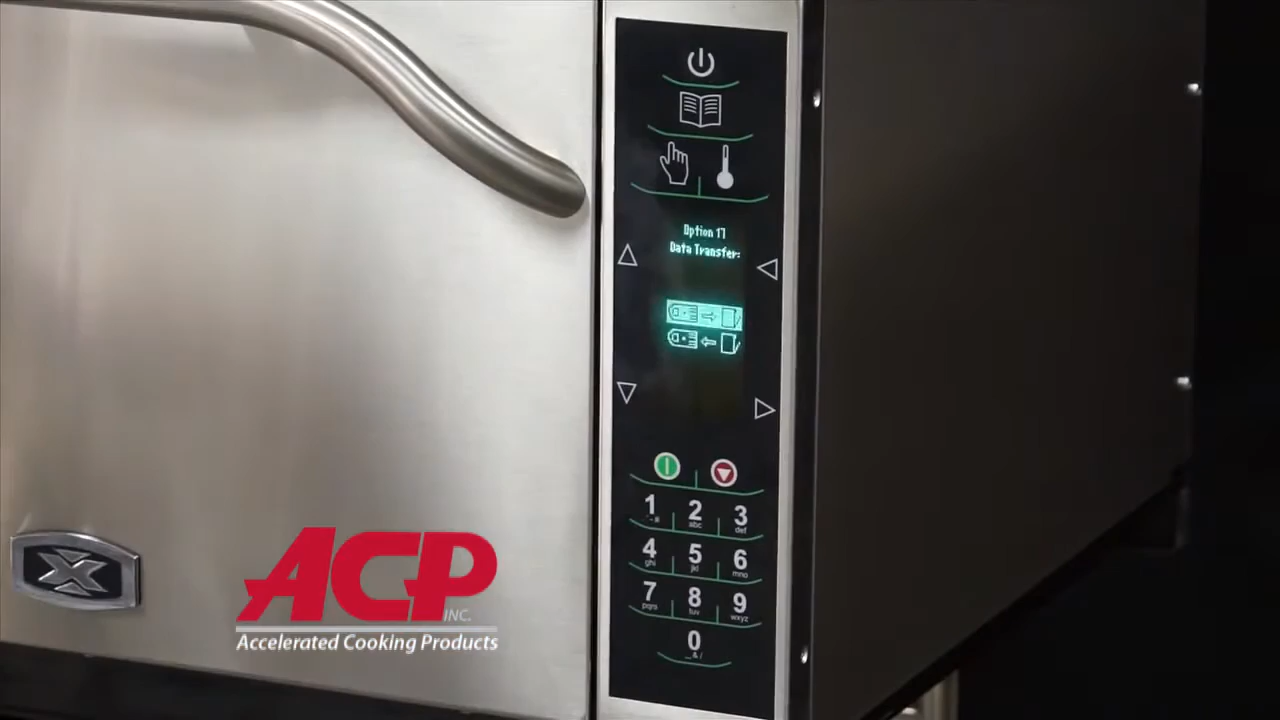 Option 17
Data Transfer:
1 2 3
abc def
4 5 6
ghi jkl mno
7 8 9
pqrs tuv wxyz
0
_ & /
X
ACP
INC.
Accelerated Cooking Products